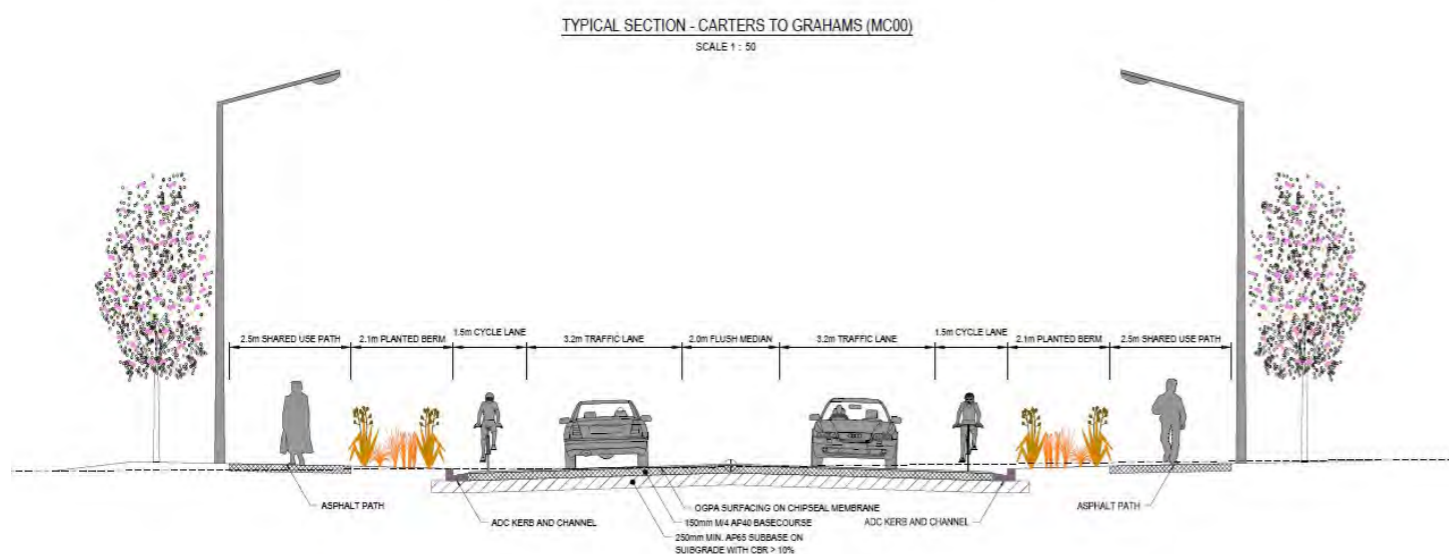 TYPICAL SECTION - CARTERS TO GRAHAMS (MC00)
SCALE 1 : 50
2.5m SHARED USE PATH
2.1m PLANTED BERM
1.5m CYCLE LANE
3.2m TRAFFIC LANE
2.0m FLUSH MEDIAN
3.2m TRAFFIC LANE
1.5m CYCLE LANE
2.1m PLANTED BERM
2.5m SHARED USE PATH
ASPHALT PATH
ADC KERB AND CHANNEL
OGPA SURFACING ON CHIPSEAL MEMBRANE
150mm M/4 AP40 BASECOURSE
250mm MIN. AP65 SUBBASE ON
SUIBGRADE WITH CBR > 10%
ADC KERB AND CHANNEL
ASPHALT PATH